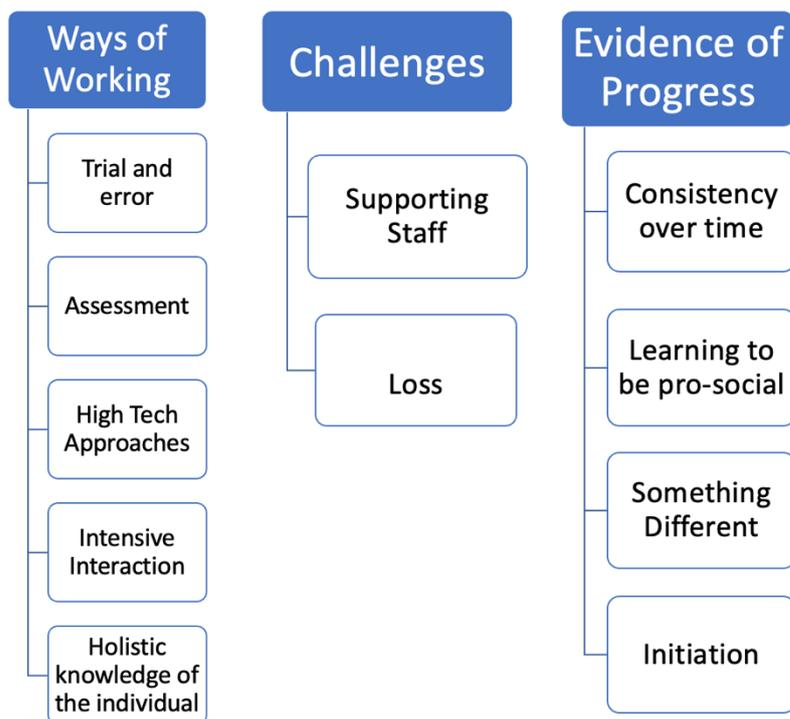 Ways of
Working
Trial and
error
Assessment
High Tech
Approaches
Intensive
Interaction
Holistic
knowledge of
the individual
Challenges
Supporting
Staff
Loss
Evidence of
Progress
Consistency
over time
Learning to
be pro-social
Something
Different
Initiation